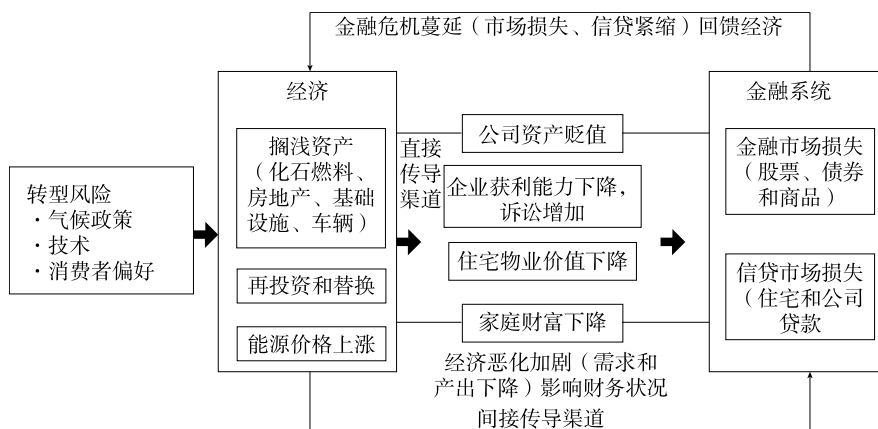 金融危机蔓延（市场损失、信贷紧缩）回馈经济
转型风险
·气候政策
·技术
·消费者偏好
经济
搁浅资产
（化石燃料、
房地产、基础
设施、车辆）
再投资和替换
能源价格上涨
直接
传导
渠道
公司资产贬值
企业获利能力下降，
诉讼增加
住宅物业价值下降
家庭财富下降
经济恶化加剧（需求和
产出下降）影响财务状况
间接传导渠道
金融系统
金融市场损失
（股票、债券
和商品）
信贷市场损失
（住宅和公司
贷款